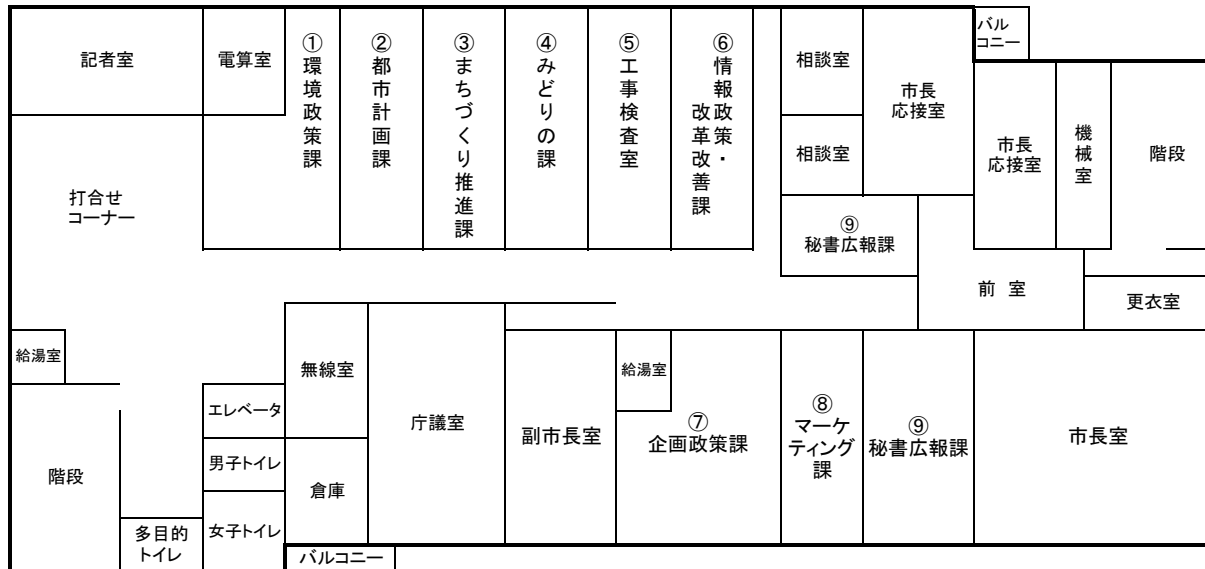 記者室
電算室
①環境政策課
②都市計画課
③まちづくり推進課
④みどりの課
⑤工事検査室
⑥情報政策・
改革改善課
相談室
相談室
市長
応接室
バル
コニー
市長
応接室
機械室
階段
打合せ
コーナー
⑨
秘書広報課
前 室
更衣室
給湯室
無線室
エレベータ
男子トイレ
女子トイレ
階段
多目的
トイレ
倉庫
バルコニー
庁議室
副市長室
給湯室
⑦
企画政策課
⑧
マーケ
ティング
課
⑨
秘書広報課
市長室